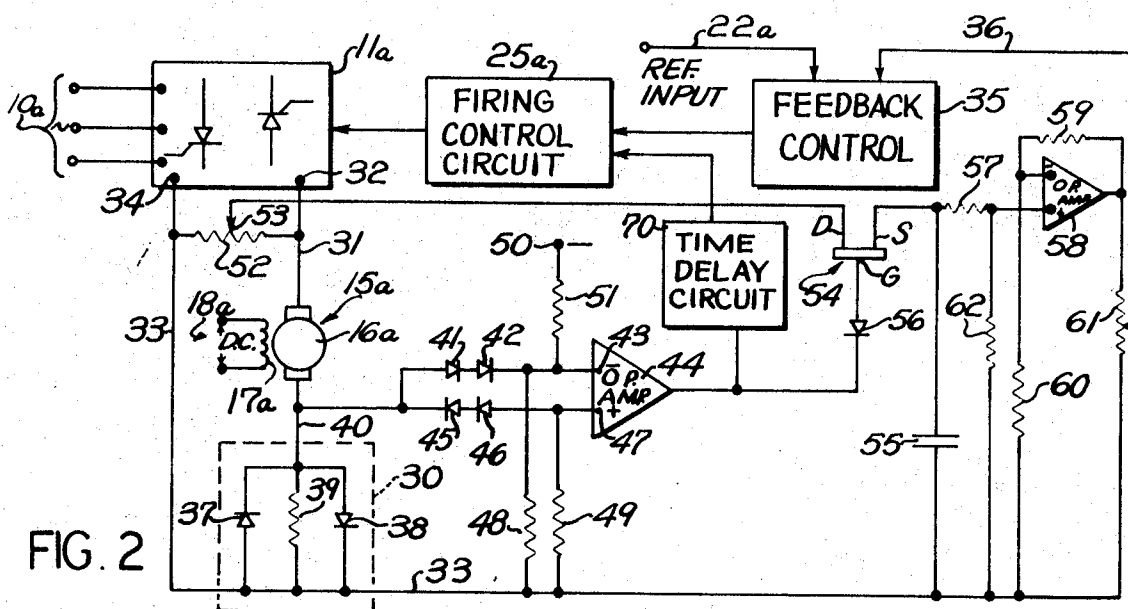 22a
36
11a
25a
10a
REF.
INPUT
FIRING
CONTROL
CIRCUIT
FEEDBACK
CONTROL
35
59
57
-
OP.
AMP.
+
58
34
32
53
52
31
50 —
70
TIME
DELAY
CIRCUIT
D
S
G
54
56
62
61
33
18a
D.C.
15a
16a
17a
51
41
42
43
-
OP.
AMP.
+
44
45
46
47
40
60
55
30
37
39
38
48
49
FIG. 2
33